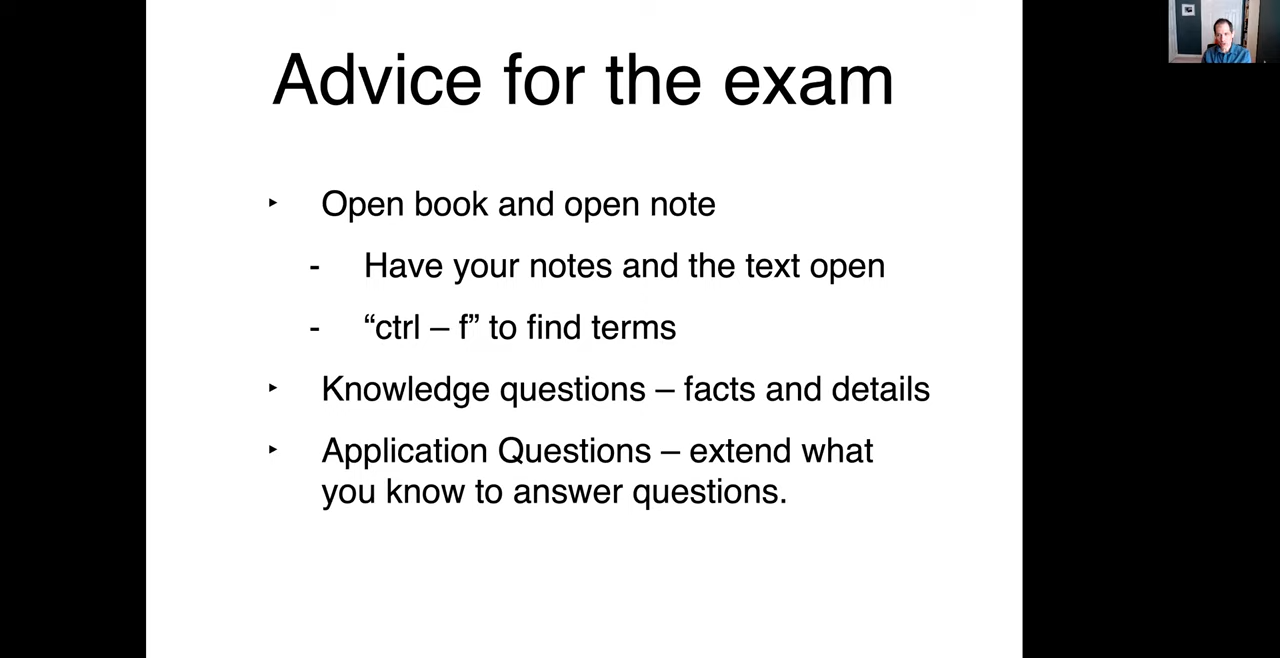 Advice for the exam
‣ Open book and open note
- Have your notes and the text open
- “ctrl – f” to find terms
‣ Knowledge questions – facts and details
‣ Application Questions – extend what
you know to answer questions.